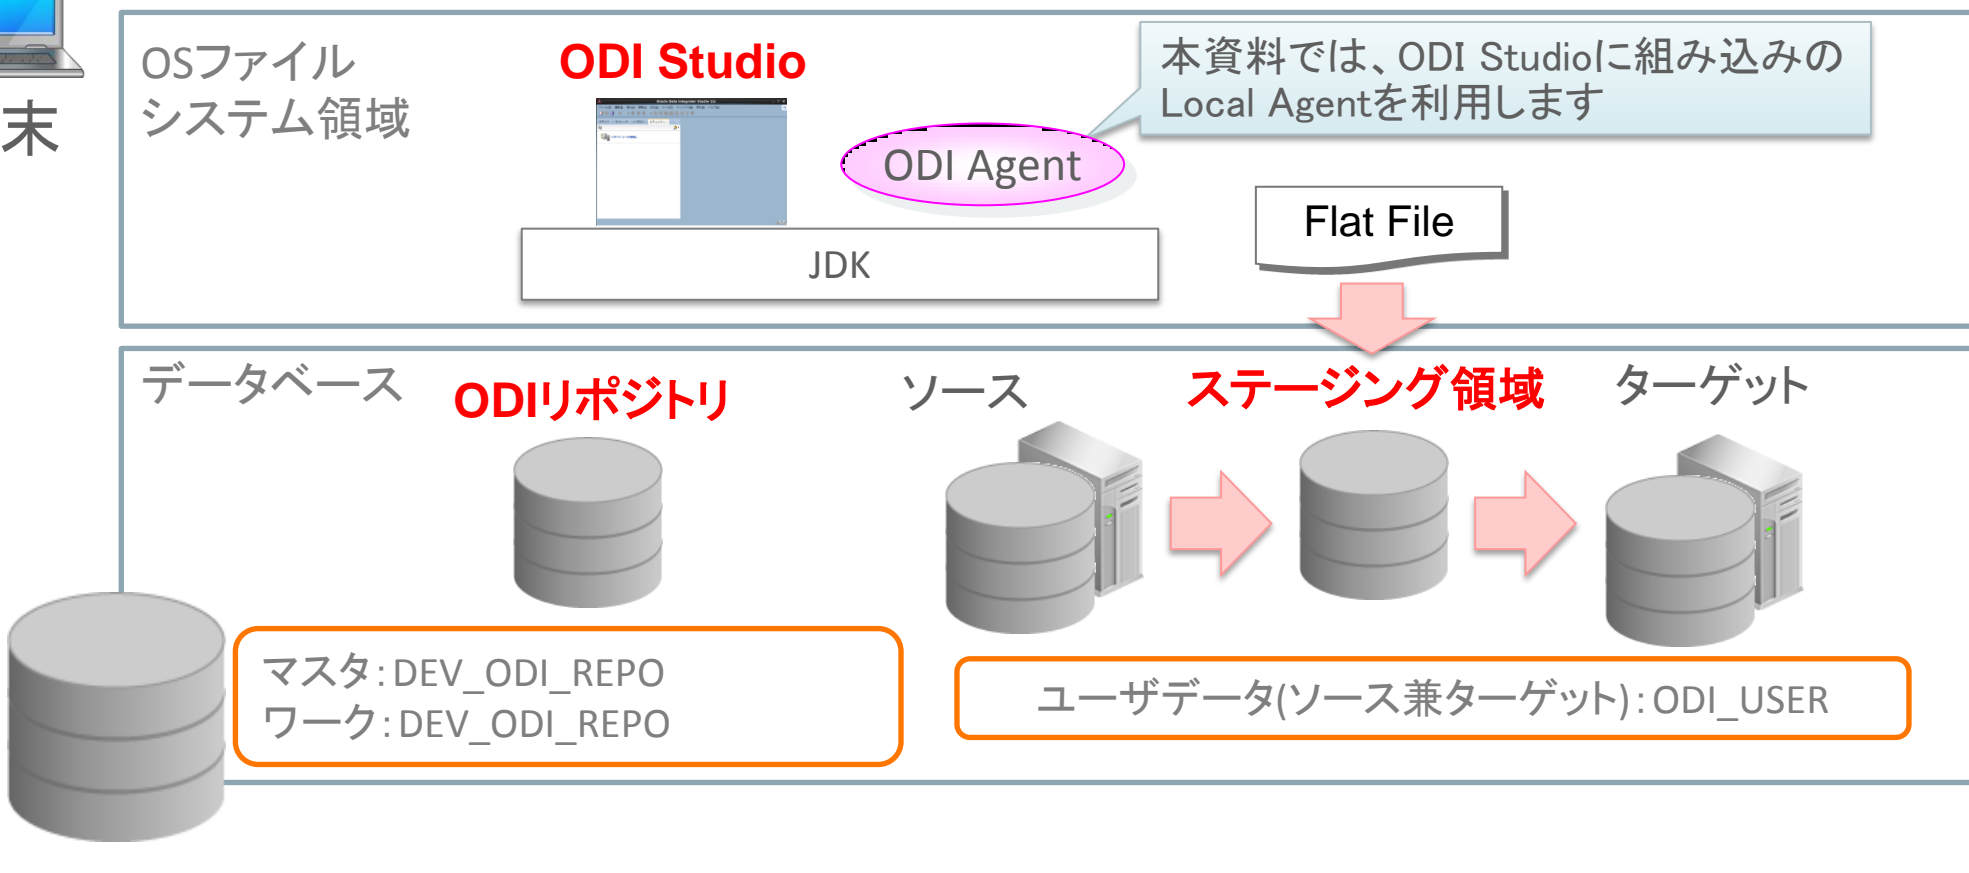 末
OSファイル
システム領域
ODI Studio
本資料では、ODI Studioに組み込みの
Local Agentを利用します
ODI Agent
JDK
Flat File
データベース
ODIリポジトリ
ソース
ステージング領域
ターゲット
マスタ：DEV_ODI_REPO
ワーク：DEV_ODI_REPO
ユーザデータ(ソース兼ターゲット)：ODI_USER